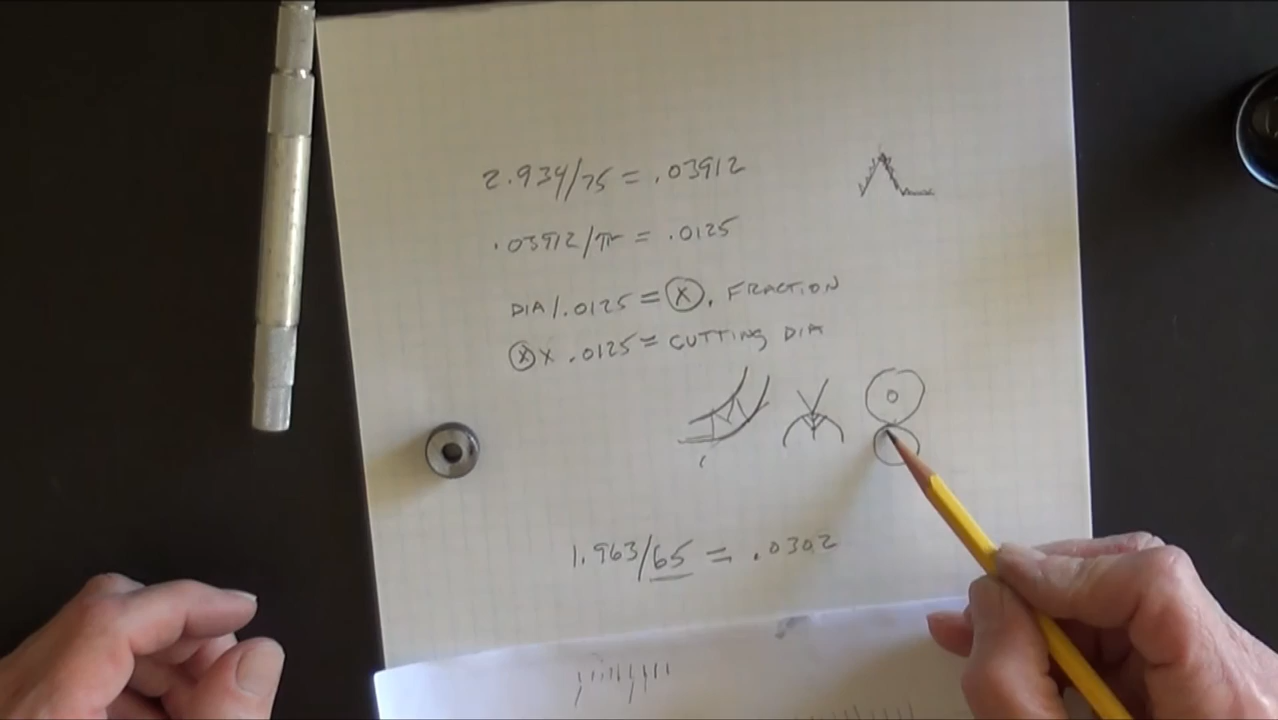 2.934/75 = .03912
.03912/π = .0125
DIA/.0125 = X. FRACTION
X x .0125 = CUTTING DIA
1.963/65 = .0302